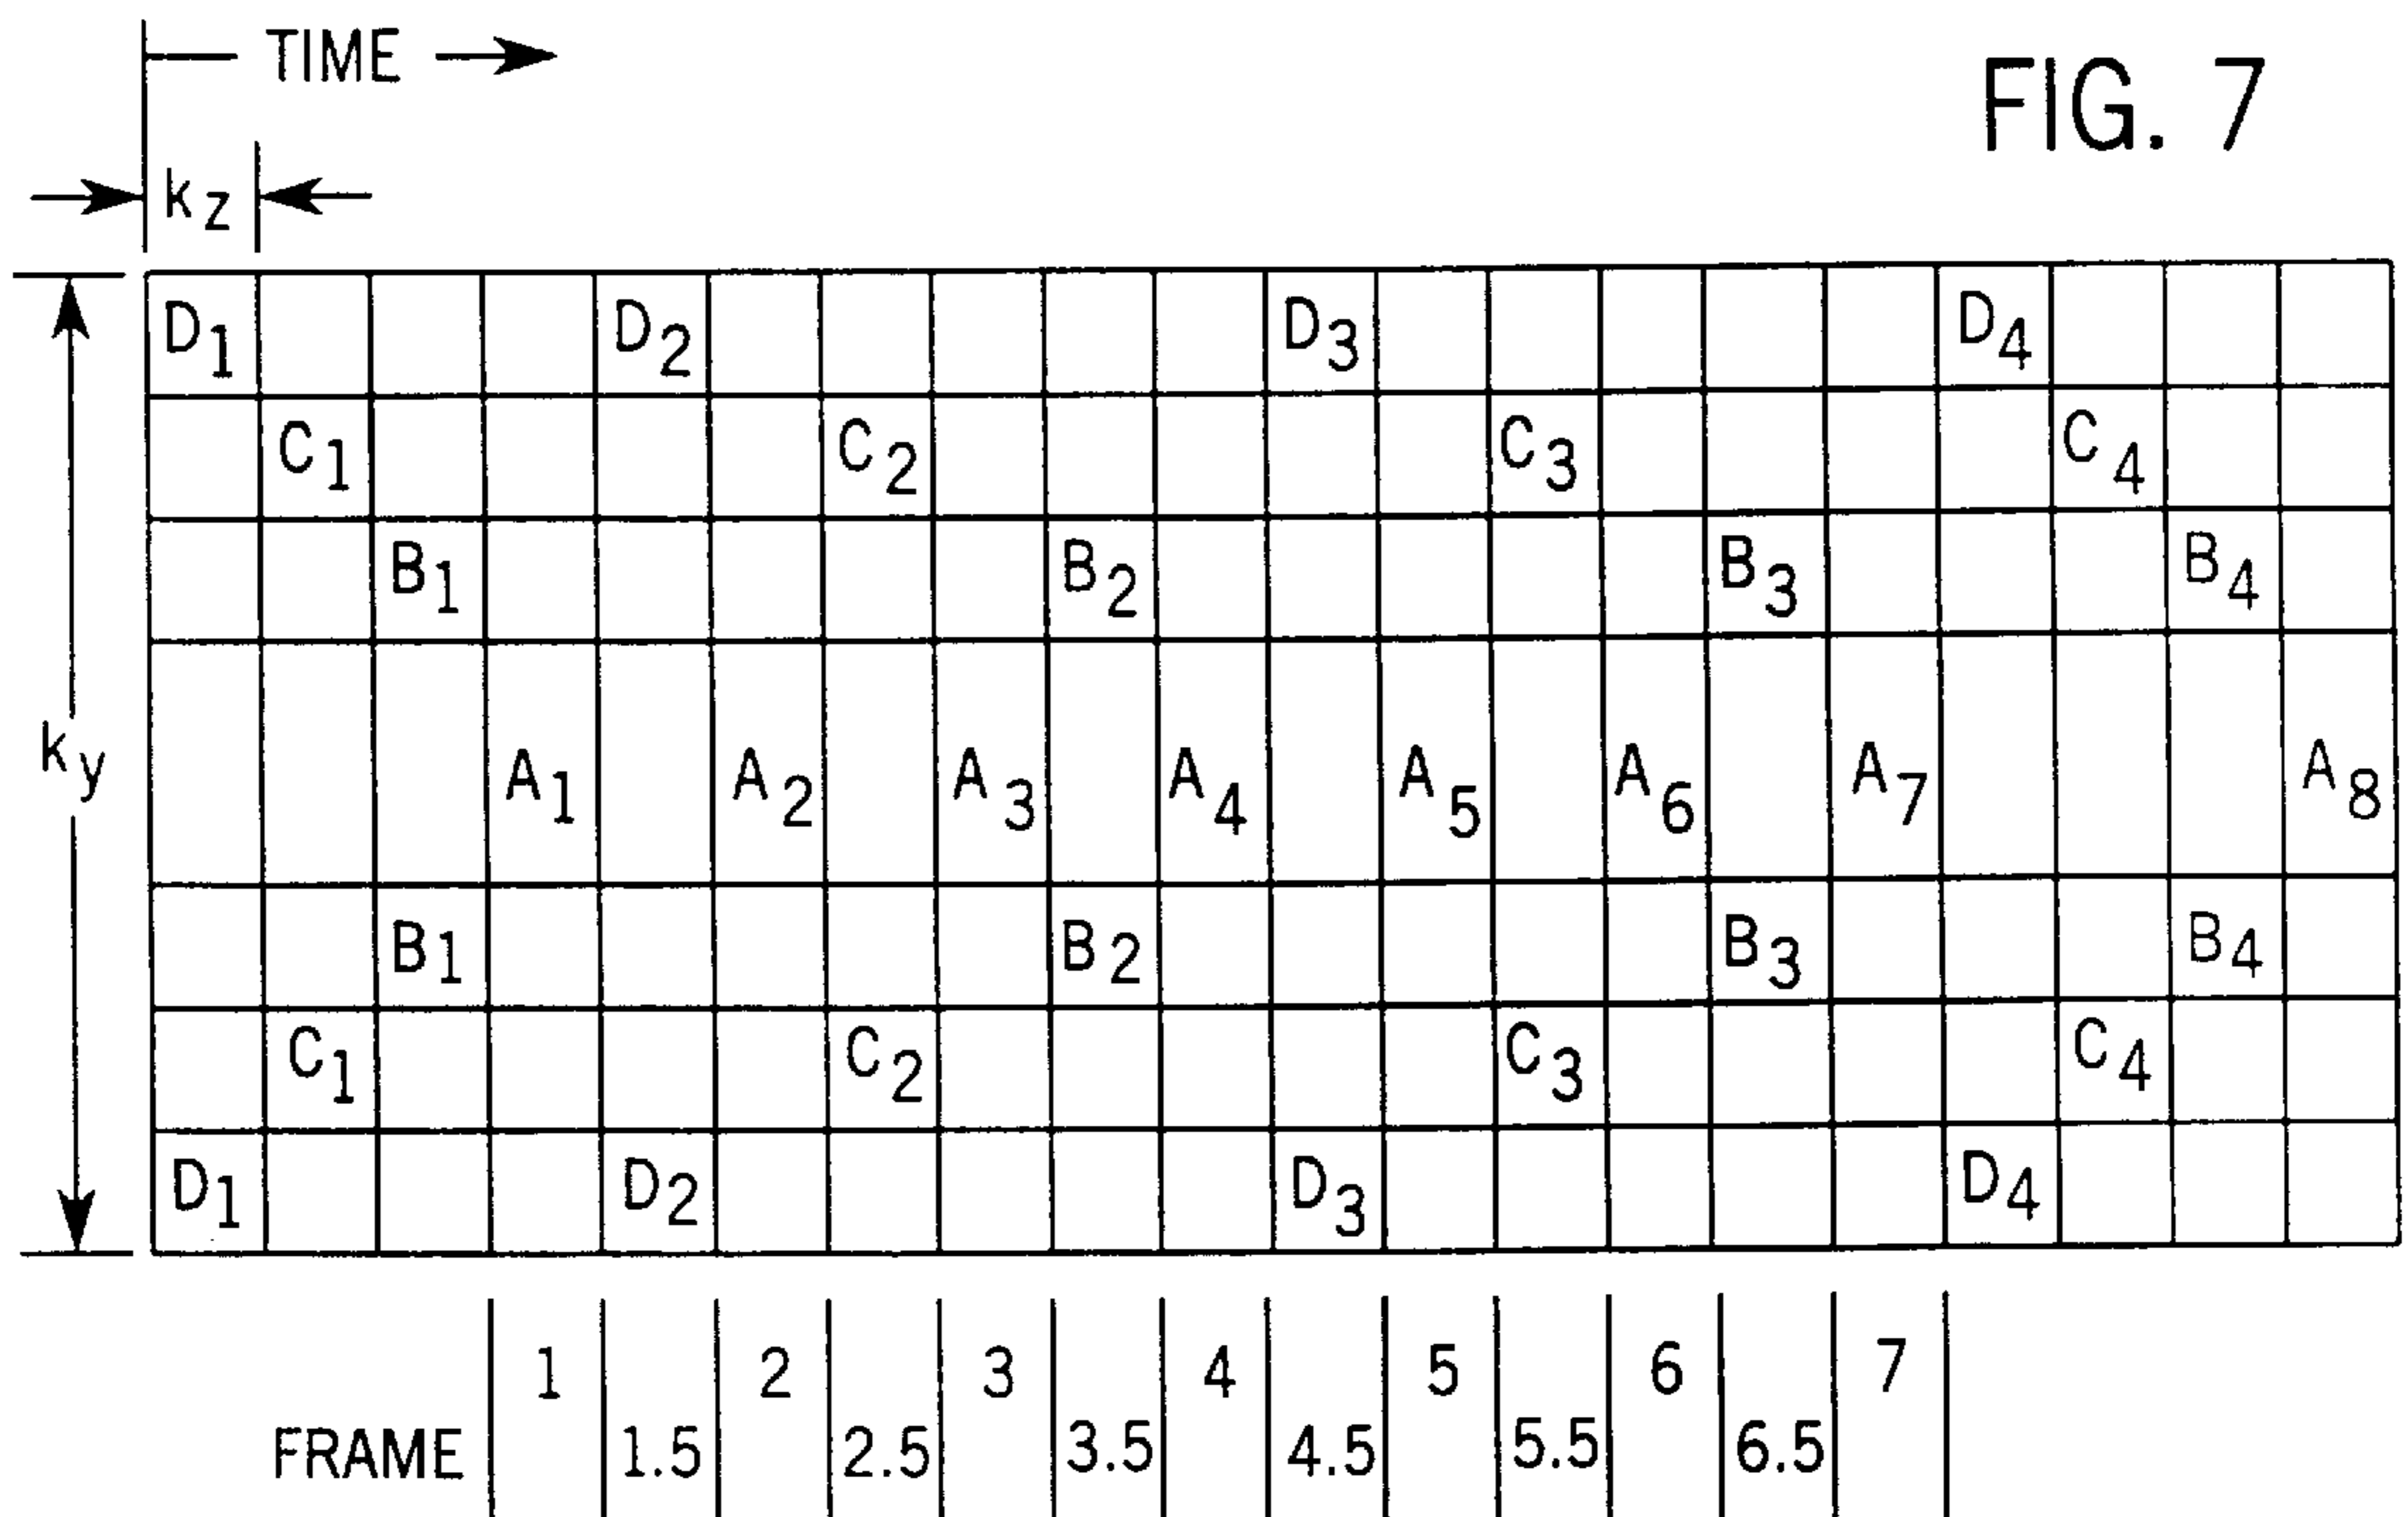 TIME
FIG. 7
kz
D1 D2 D3 D4
C1 C2 C3 C4
B1 B2 B3 B4
ky
A1 A2 A3 A4 A5 A6 A7 A8
B1 B2 B3 B4
C1 C2 C3 C4
D1 D2 D3 D4
1 2 3 4 5 6 7
FRAME 1.5 2.5 3.5 4.5 5.5 6.5